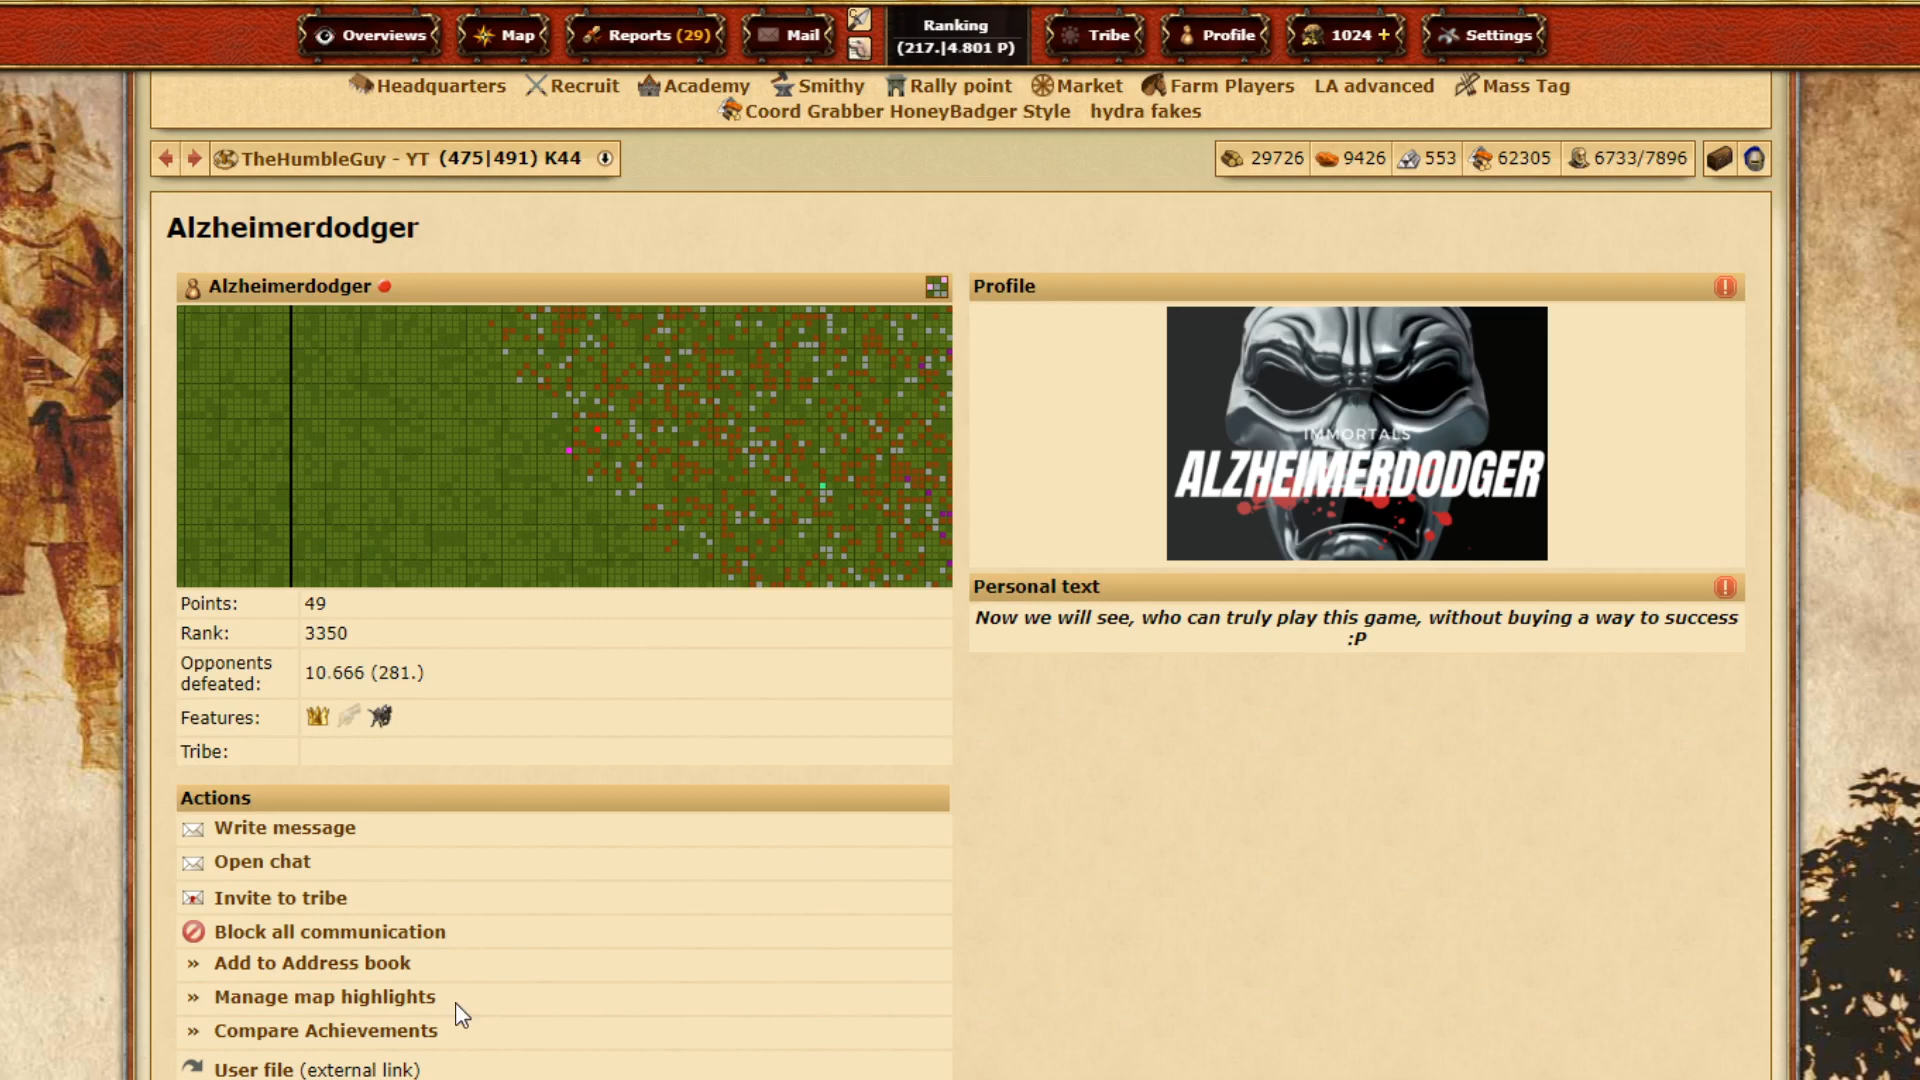 Overviews Map Reports (29) Mail Ranking (217.|4.801 P) Tribe Profile 1024 + Settings
Headquarters Recruit Academy Smithy Rally point Market Farm Players LA advanced Mass Tag
Coord Grabber HoneyBadger Style hydra fakes
TheHumbleGuy - YT (475|491) K44 29726 9426 553 62305 6733/7896
Alzheimerdodger
Alzheimerdodger
Points: 49
Rank: 3350
Opponents defeated: 10.666 (281.)
Features:
Tribe:
Actions
Write message
Open chat
Invite to tribe
Block all communication
» Add to Address book
» Manage map highlights
» Compare Achievements
User file (external link)
Profile
IMMORTALS
ALZHEIMERDODGER
Personal text
Now we will see, who can truly play this game, without buying a way to success
:P